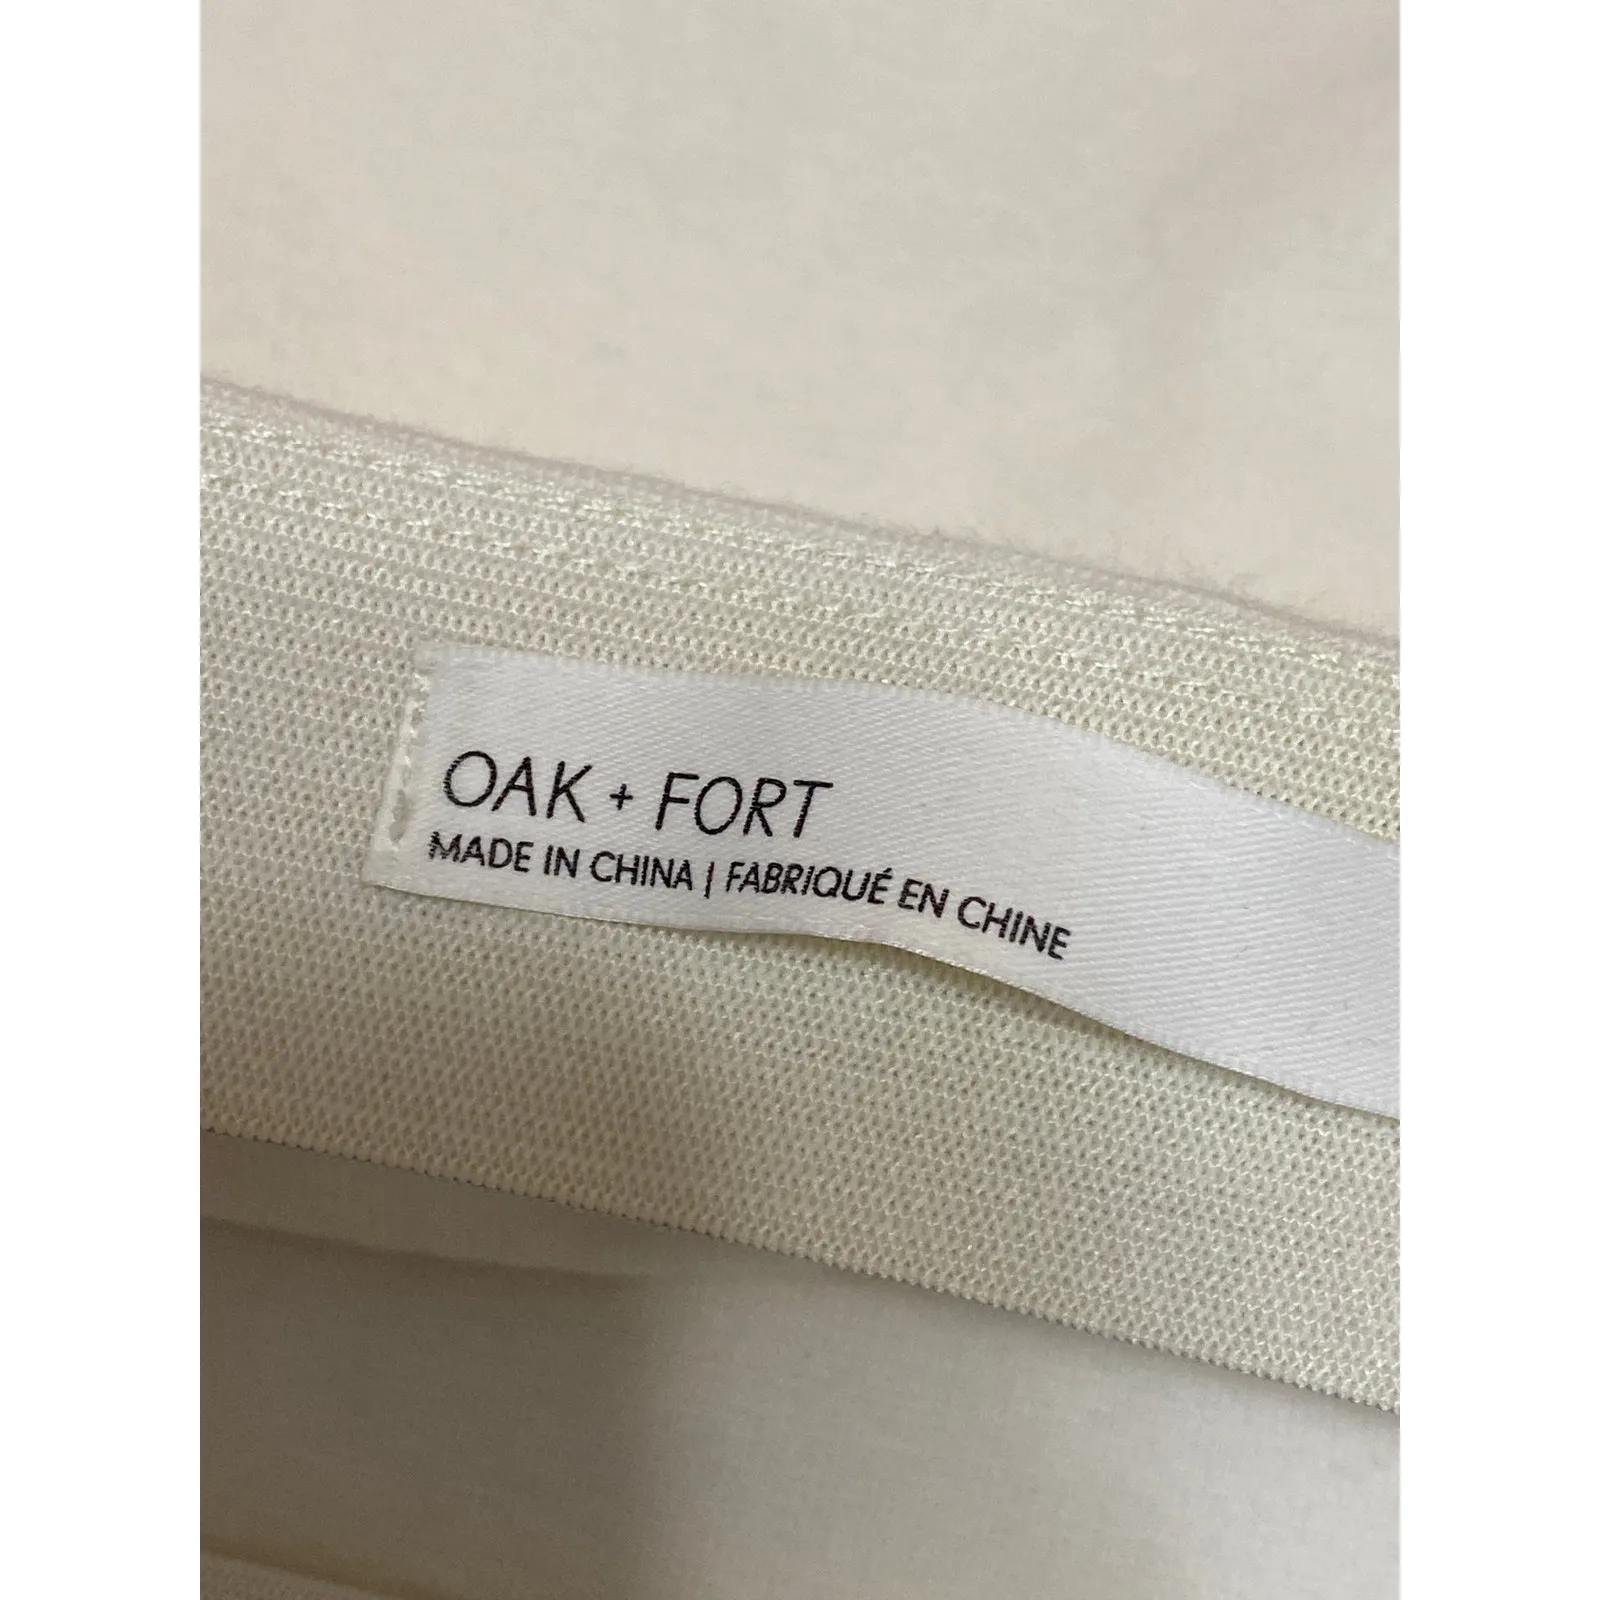 OAK + FORT
MADE IN CHINA | FABRIQUÉ EN CHINE